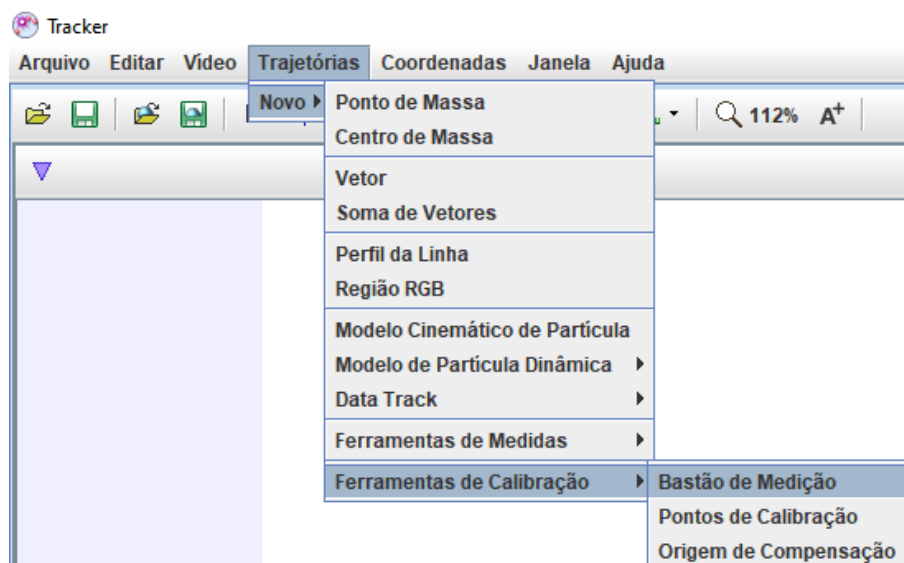 Tracker
Arquivo Editar Vídeo Trajetórias Coordenadas Janela Ajuda
Novo
112% A+
Ponto de Massa
Centro de Massa
Vetor
Soma de Vetores
Perfil da Linha
Região RGB
Modelo Cinemático de Partícula
Modelo de Partícula Dinâmica
Data Track
Ferramentas de Medidas
Ferramentas de Calibração
Bastão de Medição
Pontos de Calibração
Origem de Compensação